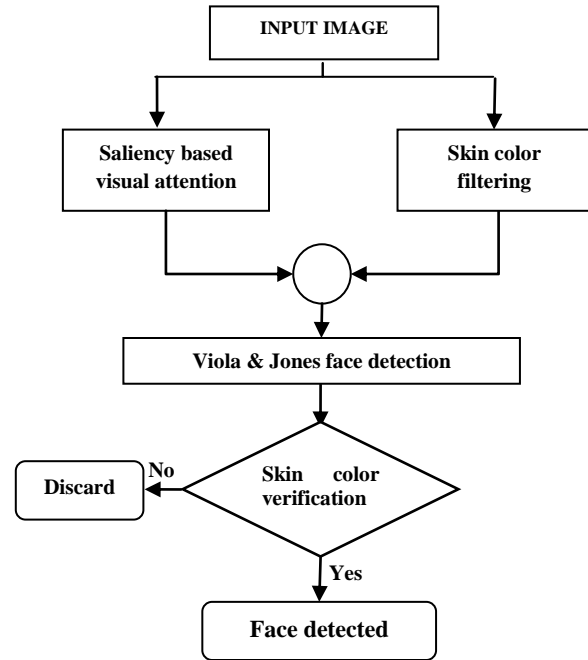 INPUT IMAGE
Saliency based
visual attention
Skin color
filtering
Viola & Jones face detection
Skin color
verification
No
Discard
Yes
Face detected